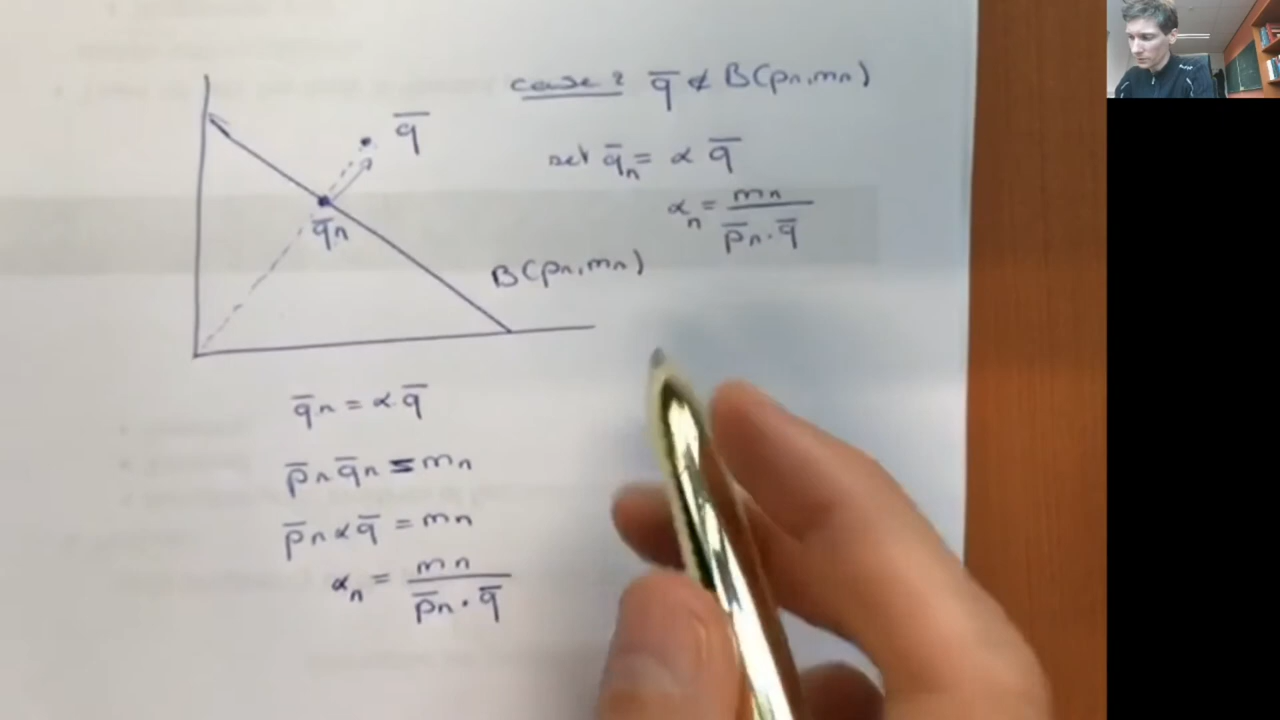 case 2 q̄ ∉ B(pn,mn)
q̄
set q̄n = α q̄
αn = mn / p̄n · q̄
q̄n
B(pn,mn)
q̄n = α q̄
p̄n q̄n = mn
p̄n α q̄ = mn
αn = mn / p̄n · q̄